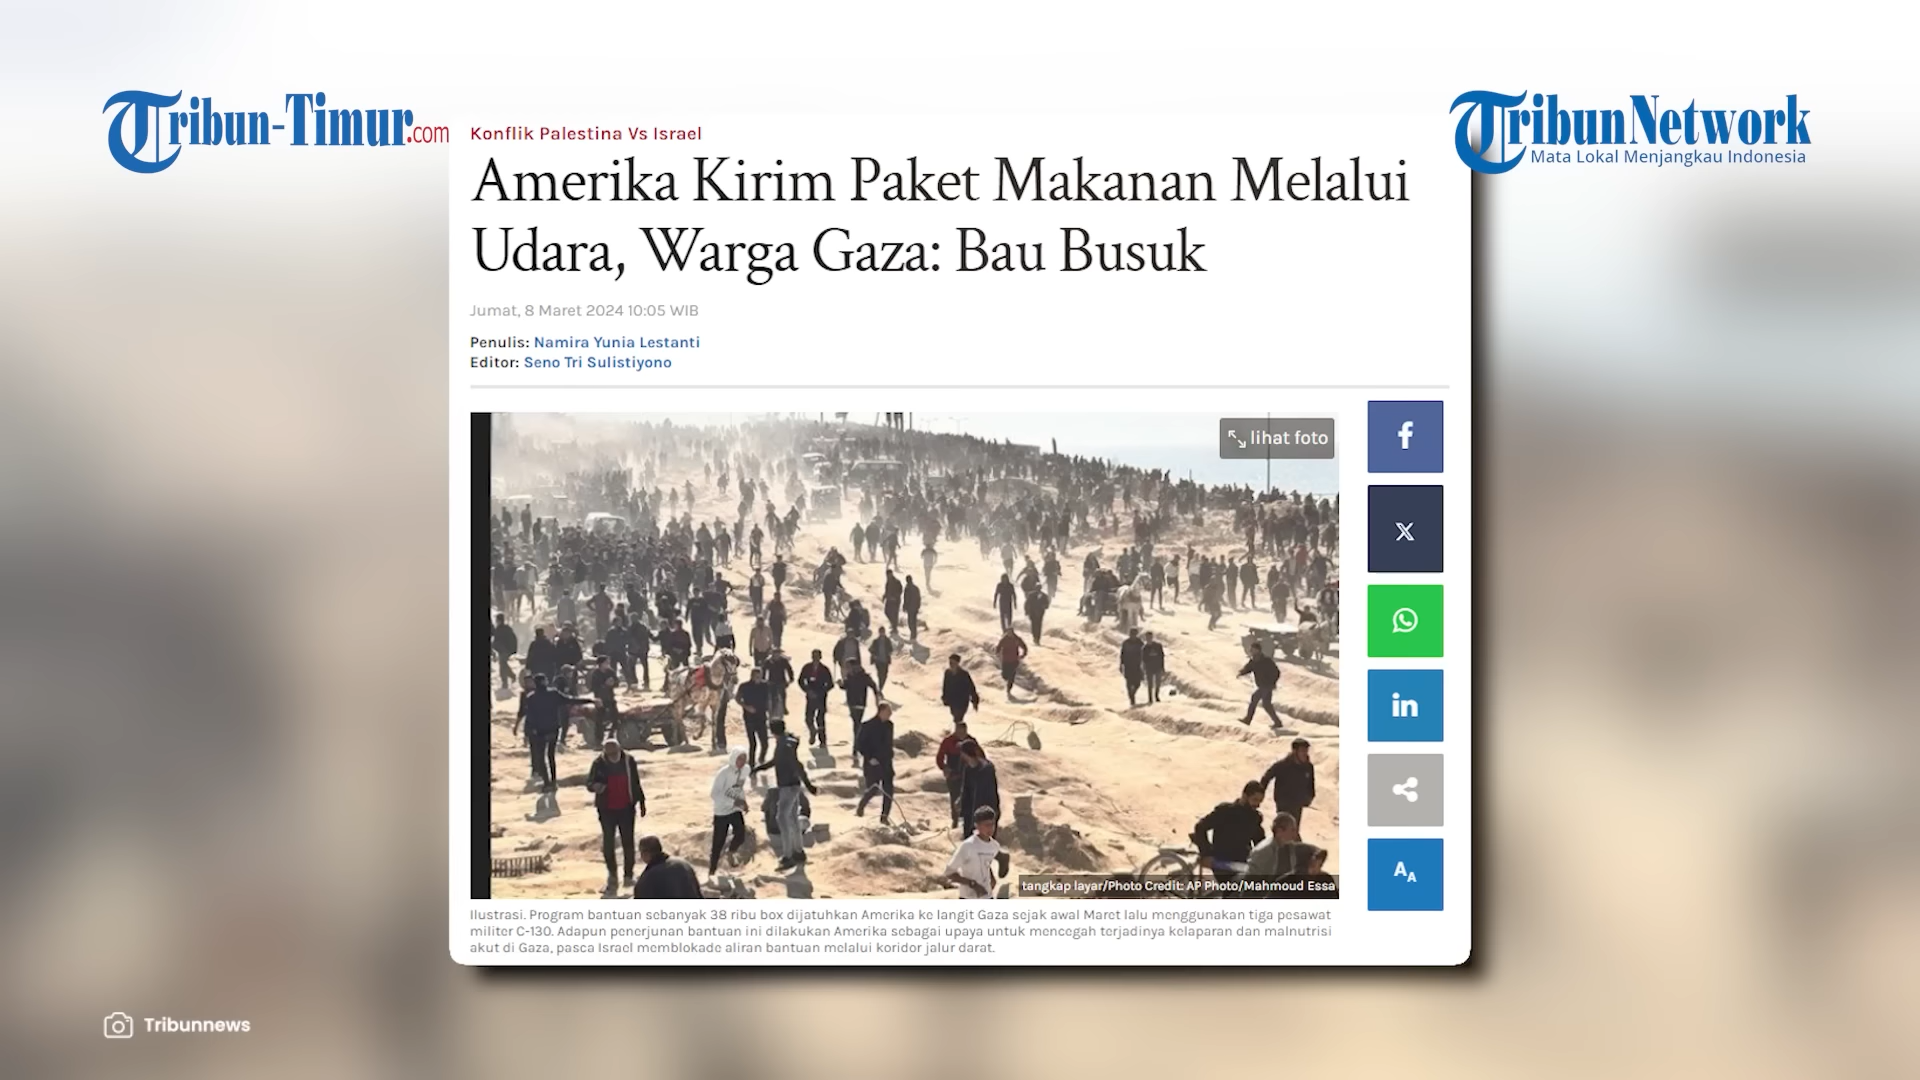 Tribun-Timur.com
TribunNetwork
Mata Lokal Menjangkau Indonesia
Konflik Palestina Vs Israel
Amerika Kirim Paket Makanan Melalui
Udara, Warga Gaza: Bau Busuk
Jumat, 8 Maret 2024 10:05 WIB
Penulis: Namira Yunia Lestanti
Editor: Seno Tri Sulistiyono
lihat foto
f
X
in
AA
tangkap layar/Photo Credit: AP Photo/Mahmoud Essa
Ilustrasi. Program bantuan sebanyak 38 ribu box dijatuhkan Amerika ke langit Gaza sejak awal Maret lalu menggunakan tiga pesawat
militer C-130. Adapun penerjunan bantuan ini dilakukan Amerika sebagai upaya untuk mencegah terjadinya kelaparan dan malnutrisi
akut di Gaza, pasca Israel memblokade aliran bantuan melalui koridor jalur darat.
Tribunnews